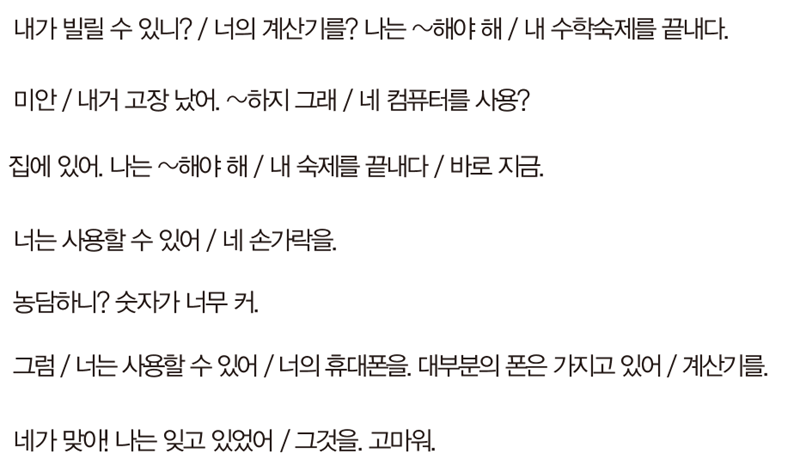 내가 빌릴 수 있니? / 너의 계산기를? 나는 ~해야 해 / 내 수학숙제를 끝내다.
미안 / 내거 고장 났어. ~하지 그래 / 네 컴퓨터를 사용?
집에 있어. 나는 ~해야 해 / 내 숙제를 끝내다 / 바로 지금.
너는 사용할 수 있어 / 네 손가락을.
농담하니? 숫자가 너무 커.
그럼 / 너는 사용할 수 있어 / 너의 휴대폰을. 대부분의 폰은 가지고 있어 / 계산기를.
네가 맞아! 나는 잊고 있었어 / 그것을. 고마워.